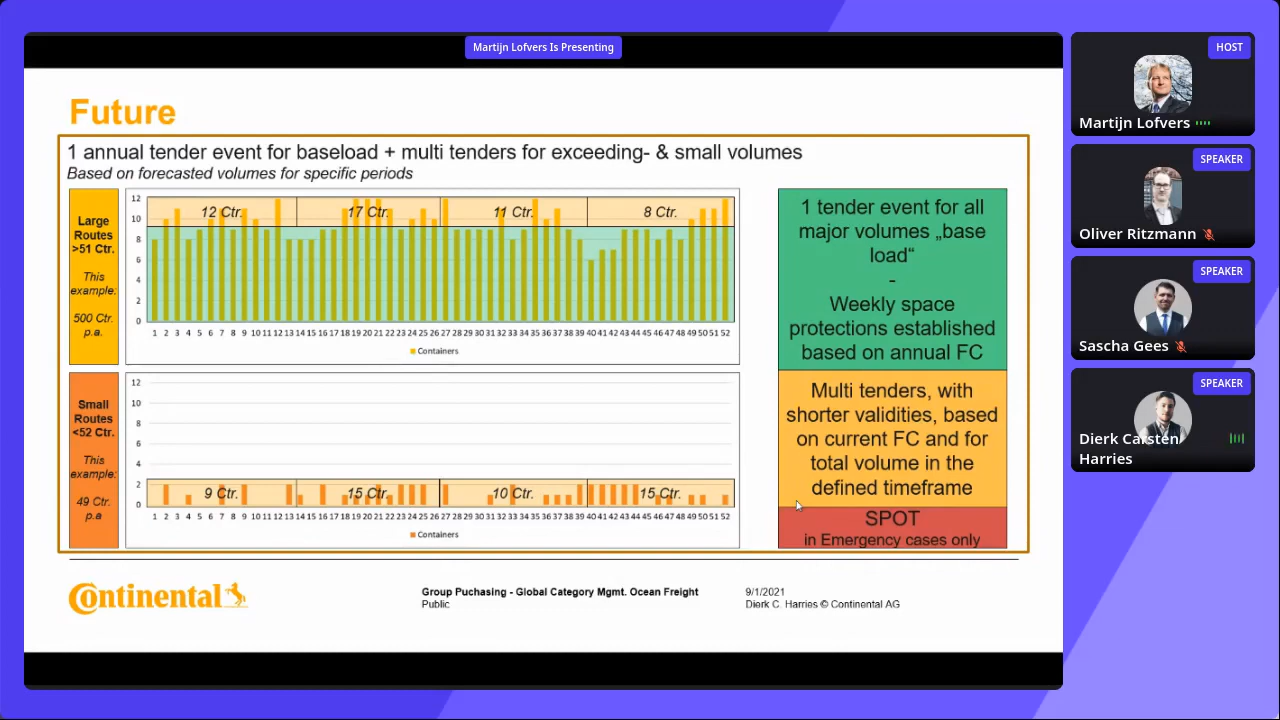 Martijn Lofvers Is Presenting
Future
1 annual tender event for baseload + multi tenders for exceeding- & small volumes
Based on forecasted volumes for specific periods
Large
Routes
>51 Ctr.
This
example:
500 Ctr.
p.a.
12
10
8
6
4
2
0
12 Ctr.
17 Ctr.
11 Ctr.
8 Ctr.
1 2 3 4 5 6 7 8 9 10 11 12 13 14 15 16 17 18 19 20 21 22 23 24 25 26 27 28 29 30 31 32 33 34 35 36 37 38 39 40 41 42 43 44 45 46 47 48 49 50 51 52
Containers
Small
Routes
<52 Ctr.
This
example:
49 Ctr.
p.a
12
10
8
6
4
2
0
9 Ctr.
15 Ctr.
10 Ctr.
15 Ctr.
1 2 3 4 5 6 7 8 9 10 11 12 13 14 15 16 17 18 19 20 21 22 23 24 25 26 27 28 29 30 31 32 33 34 35 36 37 38 39 40 41 42 43 44 45 46 47 48 49 50 51 52
Containers
1 tender event for all
major volumes „base
load“
-
Weekly space
protections established
based on annual FC
Multi tenders, with
shorter validities, based
on current FC and for
total volume in the
defined timeframe
SPOT
in Emergency cases only
Continental
Group Puchasing - Global Category Mgmt. Ocean Freight
Public
9/1/2021
Dierk C. Harries © Continental AG
HOST
Martijn Lofvers
SPEAKER
Oliver Ritzmann
SPEAKER
Sascha Gees
SPEAKER
Dierk Carsten
Harries